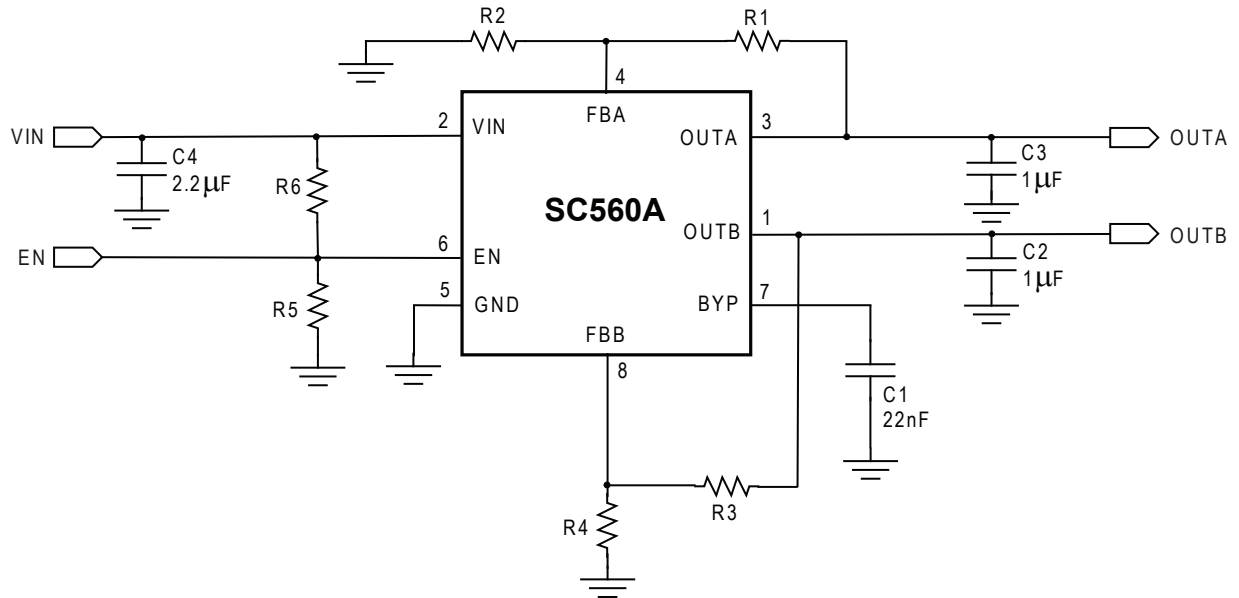 R2
R1
4
FBA
VIN
2
VIN
OUTA
3
OUTA
C4
2.2μF
C3
1μF
R6
SC560A
OUTB
1
OUTB
EN
6
EN
C2
1μF
R5
5
GND
BYP
7
FBB
8
C1
22nF
R3
R4